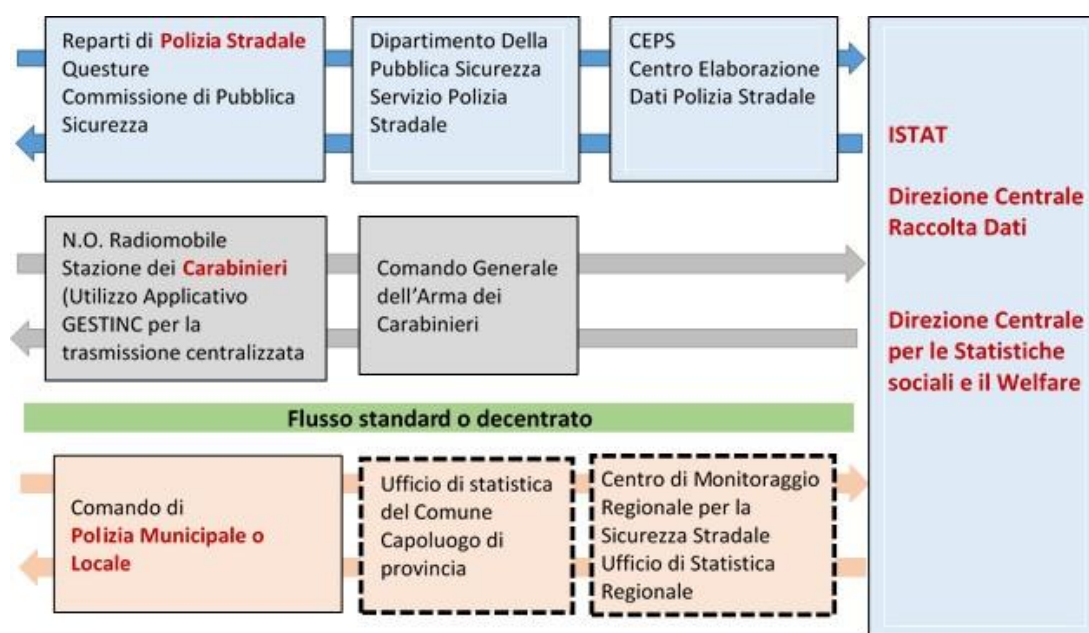 Reparti di Polizia Stradale
Questure
Commissione di Pubblica
Sicurezza
Dipartimento Della
Pubblica Sicurezza
Servizio Polizia
Stradale
CEPS
Centro Elaborazione
Dati Polizia Stradale
ISTAT
Direzione Centrale
Raccolta Dati
Direzione Centrale
per le Statistiche
sociali e il Welfare
N.O. Radiomobile
Stazione dei Carabinieri
(Utilizzo Applicativo
GESTINC per la
trasmissione centralizzata
Comando Generale
dell'Arma dei
Carabinieri
Flusso standard o decentrato
Comando di
Polizia Municipale o
Locale
Ufficio di statistica
del Comune
Capoluogo di
provincia
Centro di Monitoraggio
Regionale per la
Sicurezza Stradale
Ufficio di Statistica
Regionale